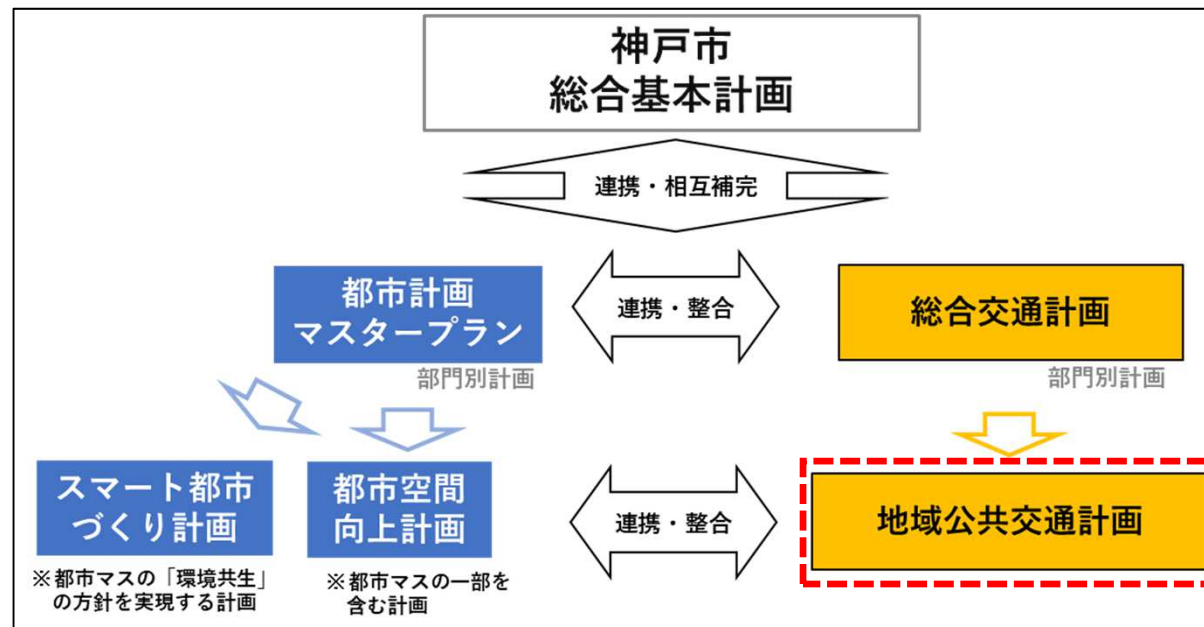 神戸市
総合基本計画
連携・相互補完
都市計画
マスタープラン
部門別計画
連携・整合
総合交通計画
部門別計画
スマート都市
づくり計画
※都市マスの「環境共生」
の方針を実現する計画
都市空間
向上計画
※都市マスの一部を
含む計画
連携・整合
地域公共交通計画